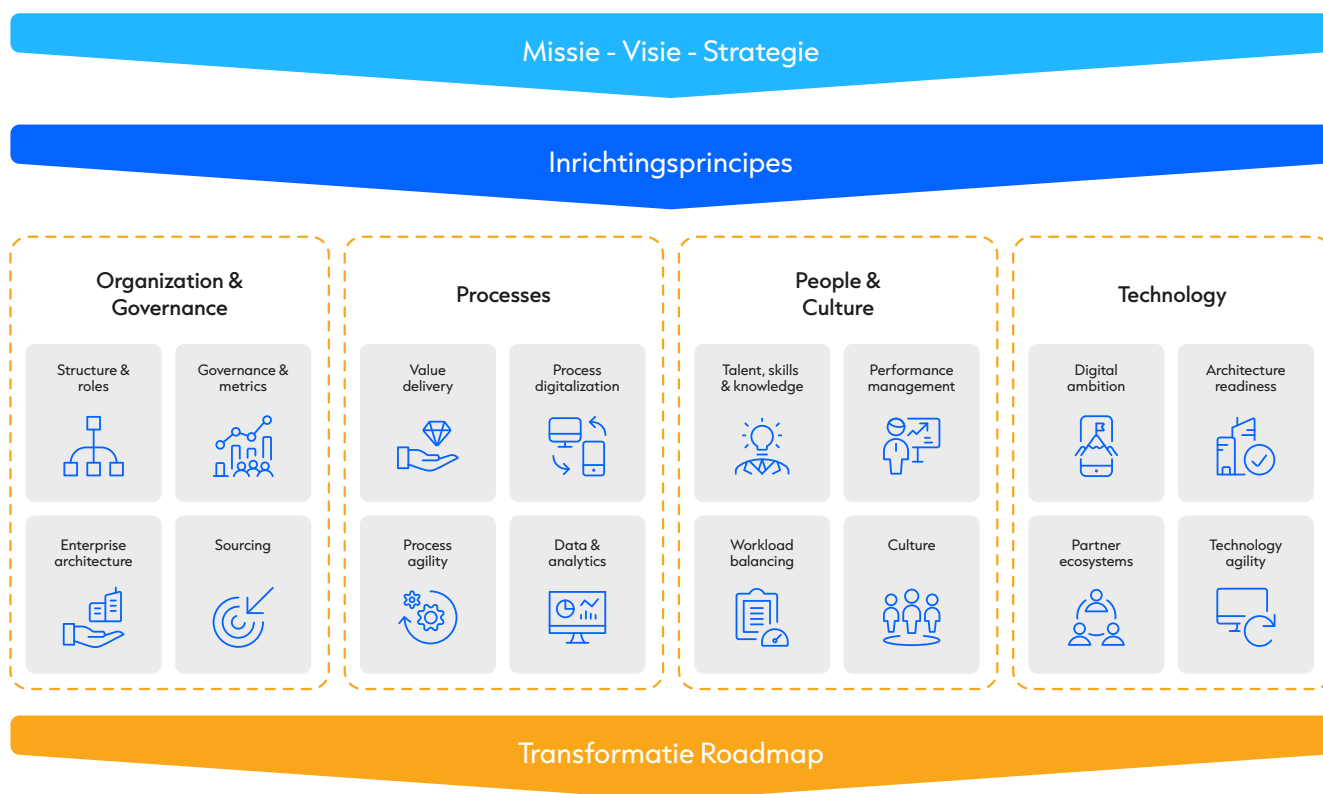 Missie - Visie - Strategie
Inrichtingsprincipes
Organization &
Governance
Structure &
roles
Governance &
metrics
Enterprise
architecture
Sourcing
Processes
Value
delivery
Process
digitalization
Process
agility
Data &
analytics
People &
Culture
Talent, skills
& knowledge
Performance
management
Workload
balancing
Culture
Technology
Digital
ambition
Architecture
readiness
Partner
ecosystems
Technology
agility
Transformatie Roadmap